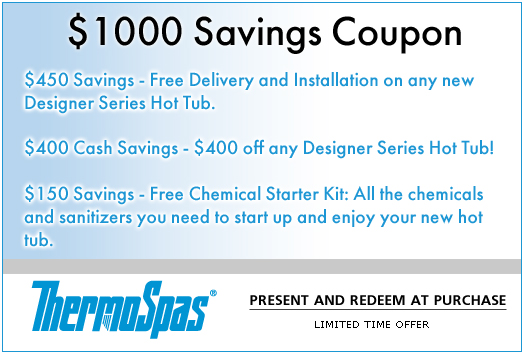 $1000 Savings Coupon
$450 Savings - Free Delivery and Installation on any new
Designer Series Hot Tub.
$400 Cash Savings - $400 off any Designer Series Hot Tub!
$150 Savings - Free Chemical Starter Kit: All the chemicals
and sanitizers you need to start up and enjoy your new hot
tub.
ThermoSpas®
PRESENT AND REDEEM AT PURCHASE
LIMITED TIME OFFER